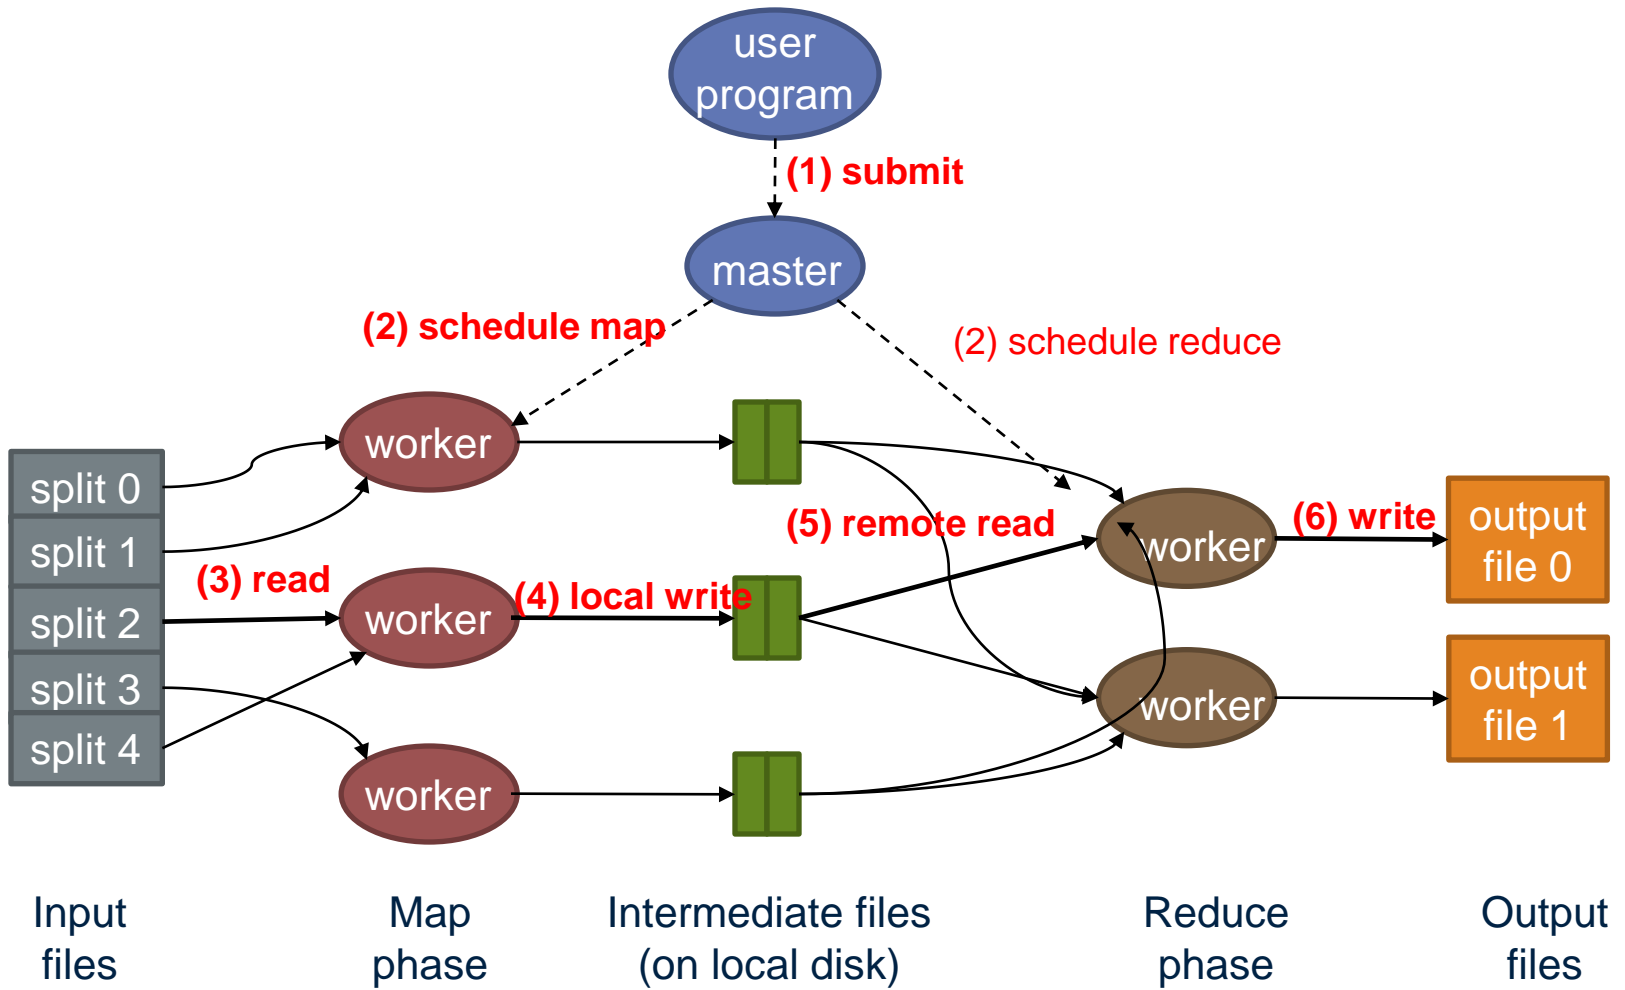 user
program
(1) submit
master
(2) schedule map
(2) schedule reduce
worker
split 0
split 1
split 2
split 3
split 4
(3) read
worker
(4) local write
worker
(5) remote read
worker
(6) write
output
file 0
worker
output
file 1
Input
files
Map
phase
Intermediate files
(on local disk)
Reduce
phase
Output
files